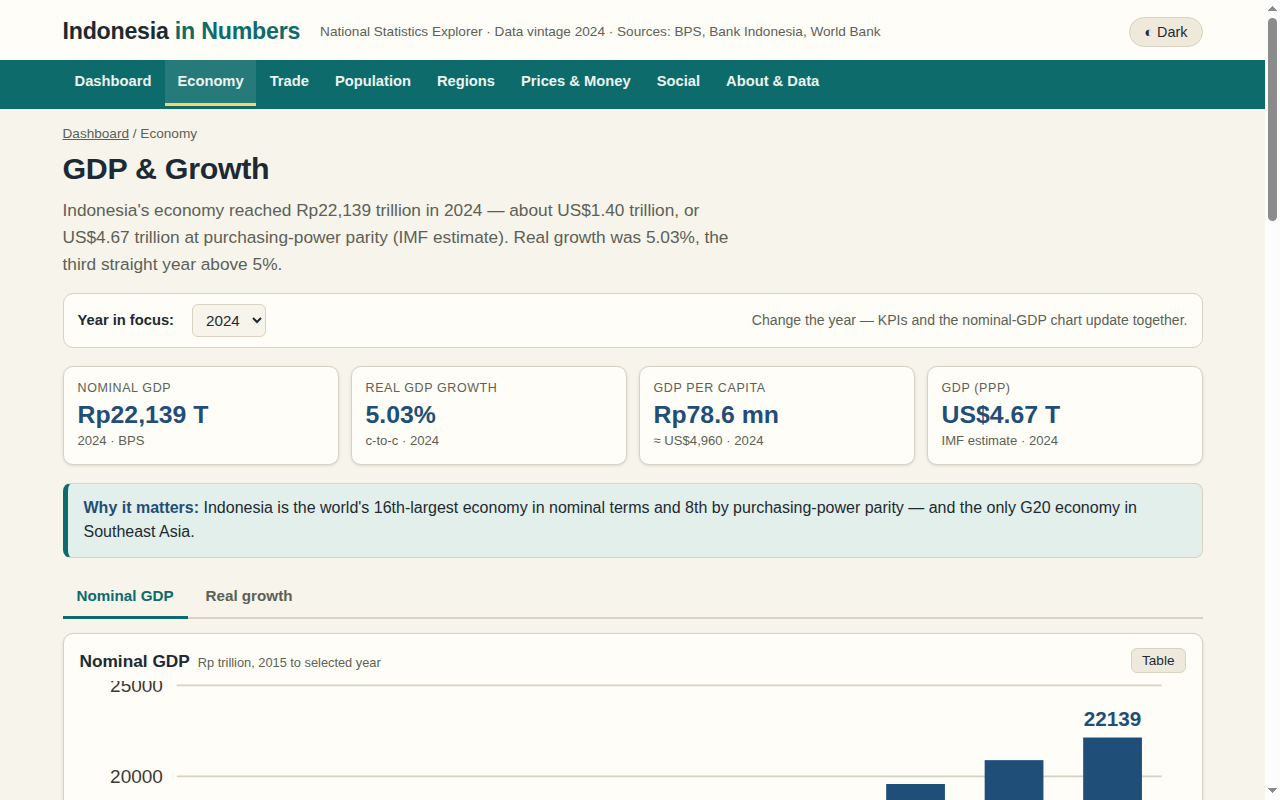 Indonesia in Numbers
National Statistics Explorer · Data vintage 2024 · Sources: BPS, Bank Indonesia, World Bank
◐ Dark
Dashboard Economy Trade Population Regions Prices & Money Social About & Data
Dashboard / Economy
GDP & Growth
Indonesia's economy reached Rp22,139 trillion in 2024 — about US$1.40 trillion, or
US$4.67 trillion at purchasing-power parity (IMF estimate). Real growth was 5.03%, the
third straight year above 5%.
Year in focus: 2024
Change the year — KPIs and the nominal-GDP chart update together.
NOMINAL GDP
Rp22,139 T
2024 · BPS
REAL GDP GROWTH
5.03%
c-to-c · 2024
GDP PER CAPITA
Rp78.6 mn
≈ US$4,960 · 2024
GDP (PPP)
US$4.67 T
IMF estimate · 2024
Why it matters: Indonesia is the world's 16th-largest economy in nominal terms and 8th by purchasing-power parity — and the only G20 economy in
Southeast Asia.
Nominal GDP Real growth
Nominal GDP Rp trillion, 2015 to selected year
Table
25000
22139
20000